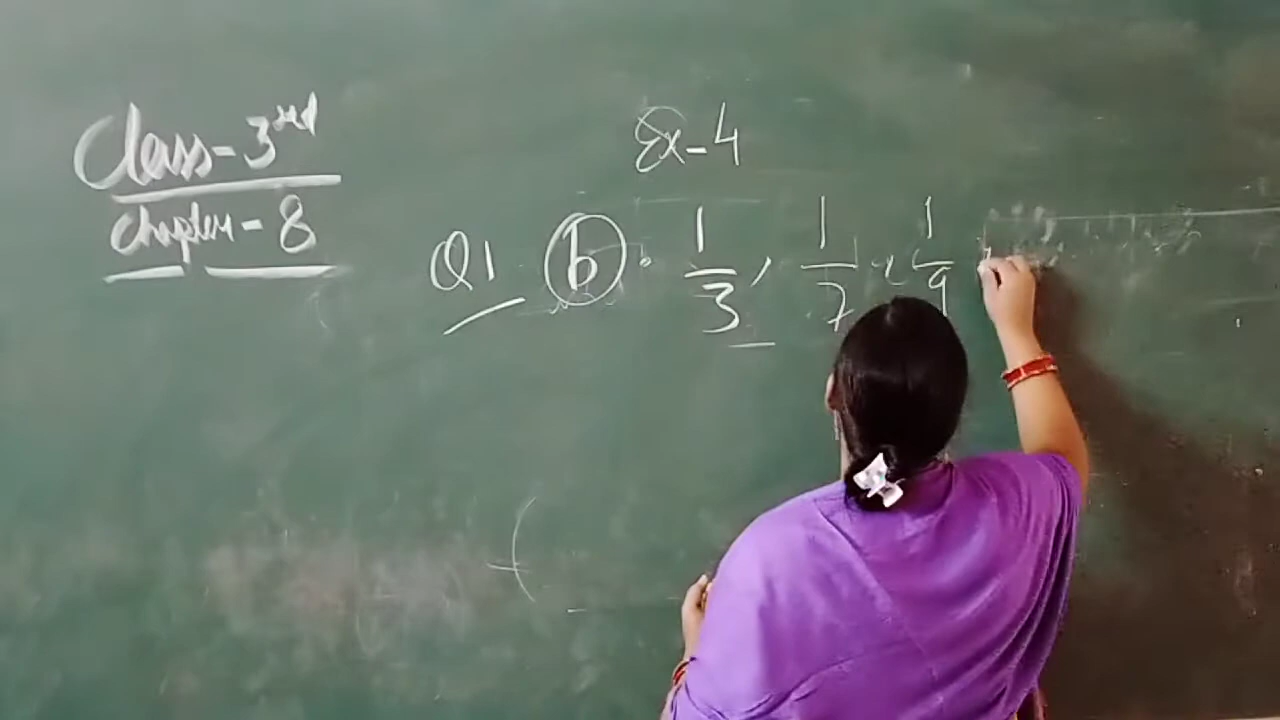 Class-3rd
Chapter-8
Ex-4
Q1 b. 1/3, 1/7, 1/9